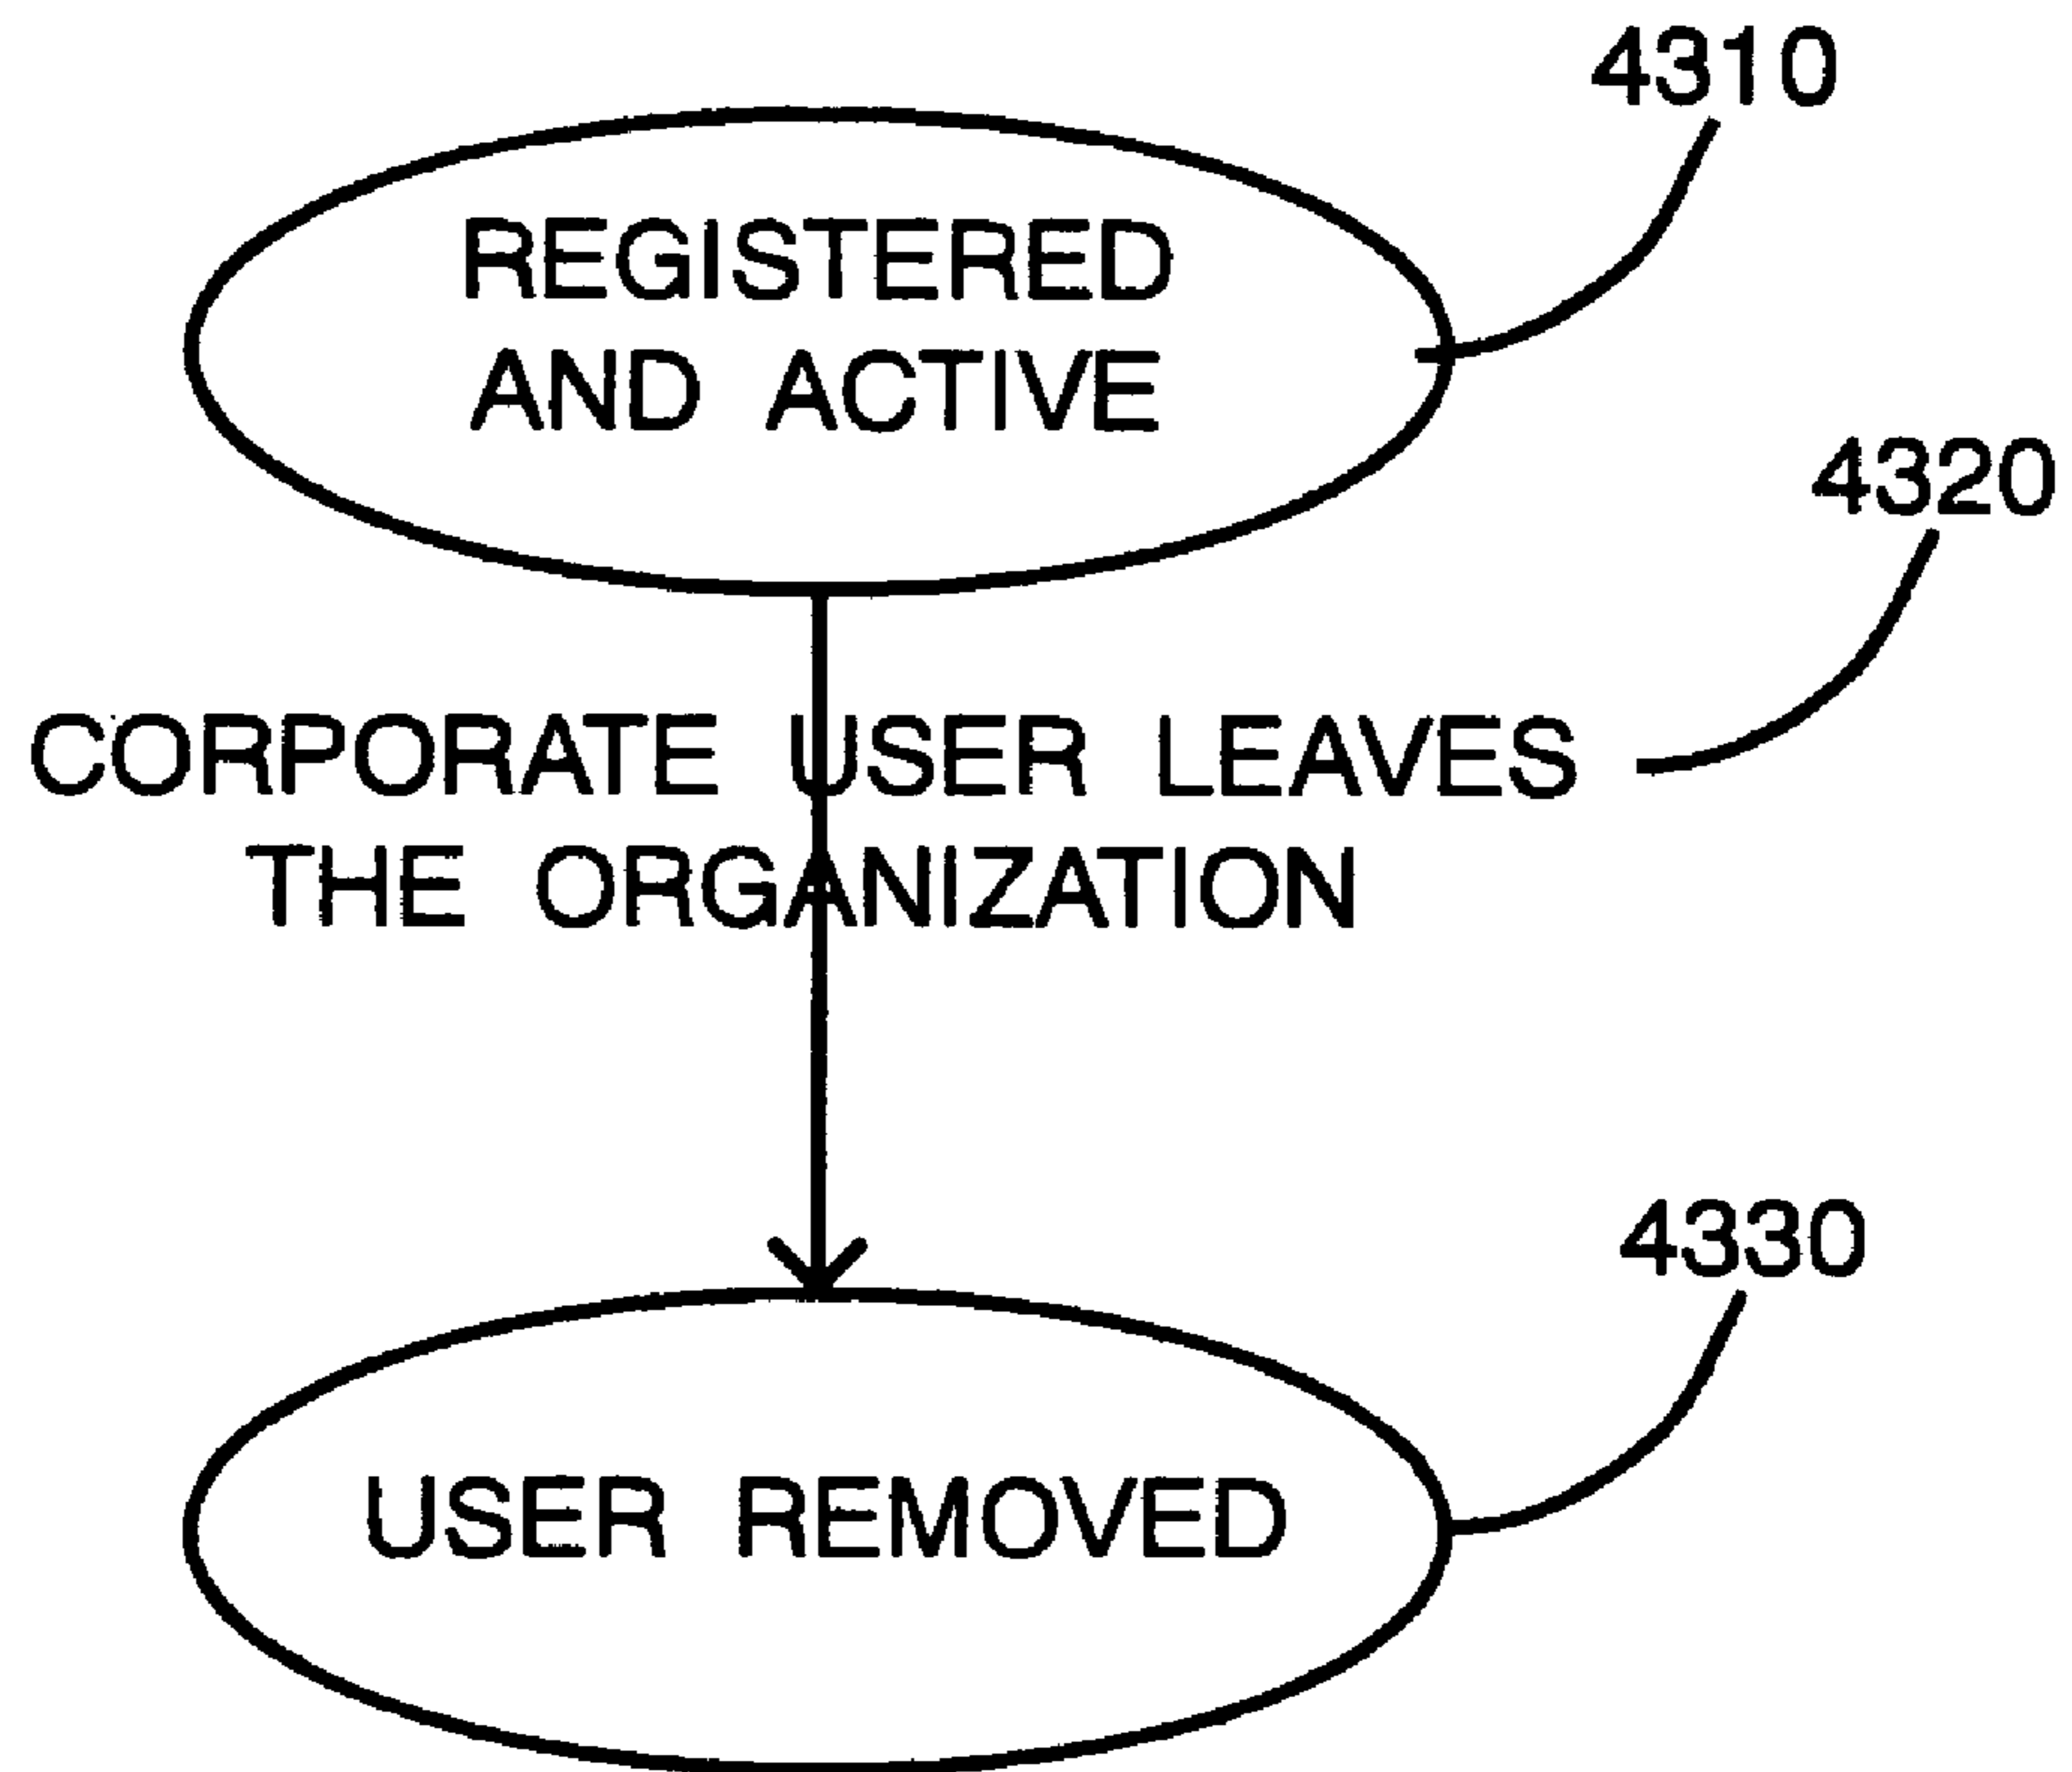 4310
REGISTERED
AND ACTIVE
4320
CORPORATE USER LEAVES
THE ORGANIZATION
4330
USER REMOVED